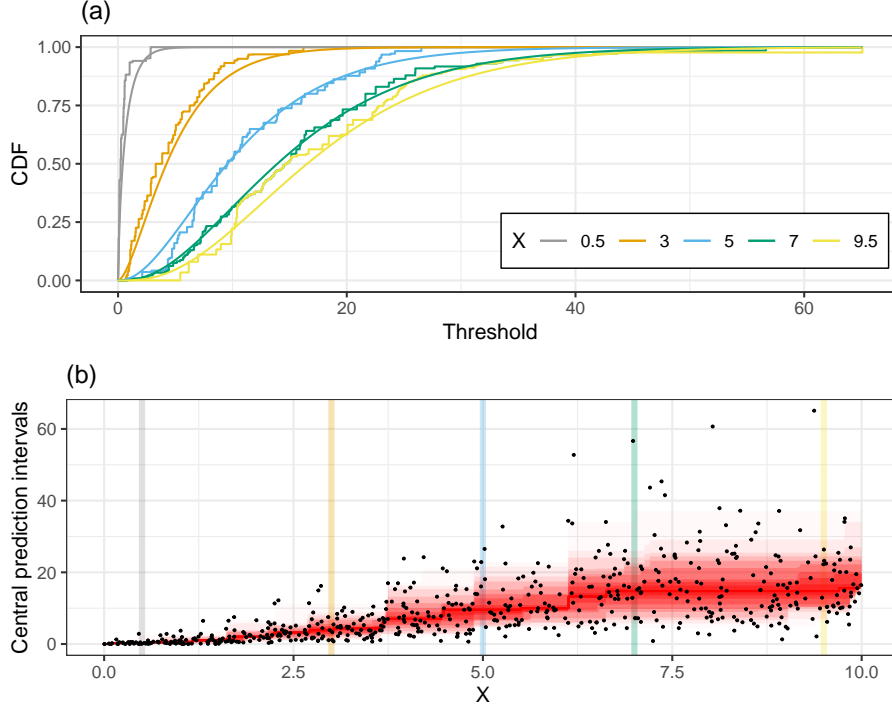 (a)
1.00
0.75
0.50
0.25
0.00
CDF
X 0.5 3 5 7 9.5
0 20 40 60
Threshold
(b)
60
40
20
0
Central prediction intervals
0.0 2.5 5.0 7.5 10.0
X